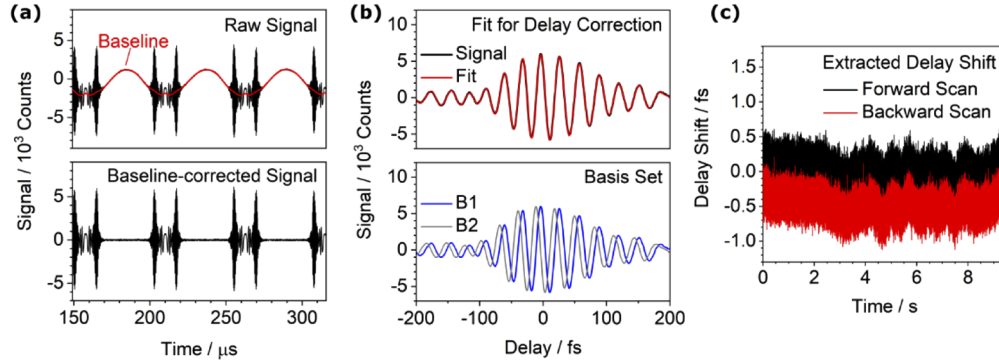 (a)
Raw Signal
Baseline
5
0
-5
Baseline-corrected Signal
5
0
-5
150 200 250 300
Time / μs
Signal / 10³ Counts
(b)
Fit for Delay Correction
Signal
Fit
10
5
0
-5
Basis Set
B1
B2
10
5
0
-5
-200 -100 0 100 200
Delay / fs
Signal / 10³ Counts
(c)
Extracted Delay Shift
Forward Scan
Backward Scan
1.5
1.0
0.5
0.0
-0.5
-1.0
0 2 4 6 8
Time / s
Delay Shift / fs